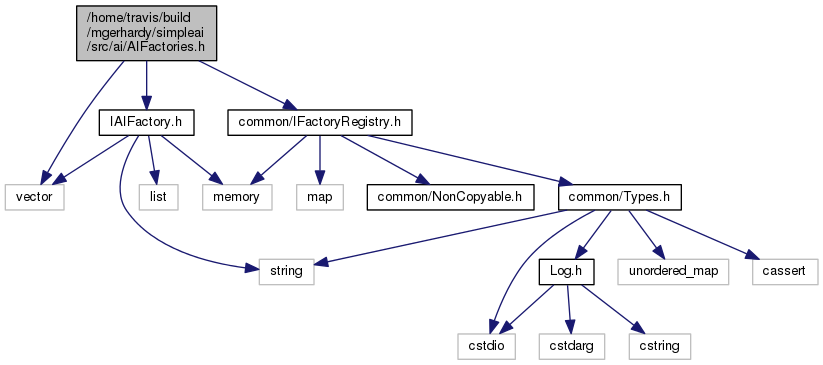 /home/travis/build
/mgerhardy/simpleai
/src/ai/AIFactories.h
IAIFactory.h
common/IFactoryRegistry.h
vector
list
memory
map
common/NonCopyable.h
common/Types.h
string
Log.h
unordered_map
cassert
cstdio
cstdarg
cstring